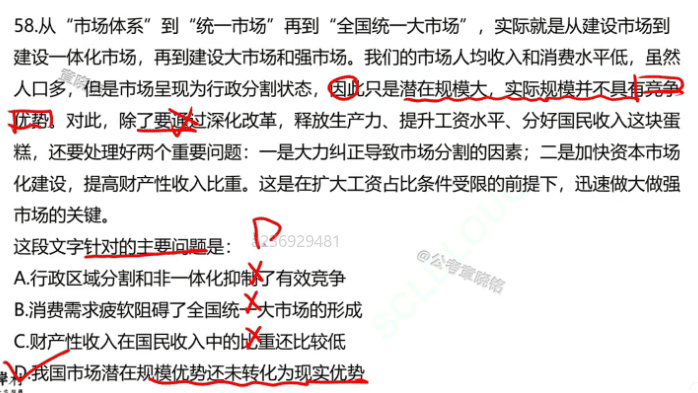 58.从“市场体系”到“统一市场”再到“全国统一大市场”，实际就是从建设市场到
建设一体化市场，再到建设大市场和强市场。我们的市场人均收入和消费水平低，虽然
人口多，但是市场呈现为行政分割状态，因此只是潜在规模大，实际规模并不具有竞争
优势。对此，除了要通过深化改革，释放生产力、提升工资水平、分好国民收入这块蛋
糕，还要处理好两个重要问题：一是大力纠正导致市场分割的因素；二是加快资本市场
化建设，提高财产性收入比重。这是在扩大工资占比条件受限的前提下，迅速做大做强
市场的关键。
D
这段文字针对的主要问题是：
8236929481
A.行政区域分割和非一体化抑制了有效竞争
@公考章晓铭
B.消费需求疲软阻碍了全国统一大市场的形成
C.财产性收入在国民收入中的比重还比较低
D.我国市场潜在规模优势还未转化为现实优势